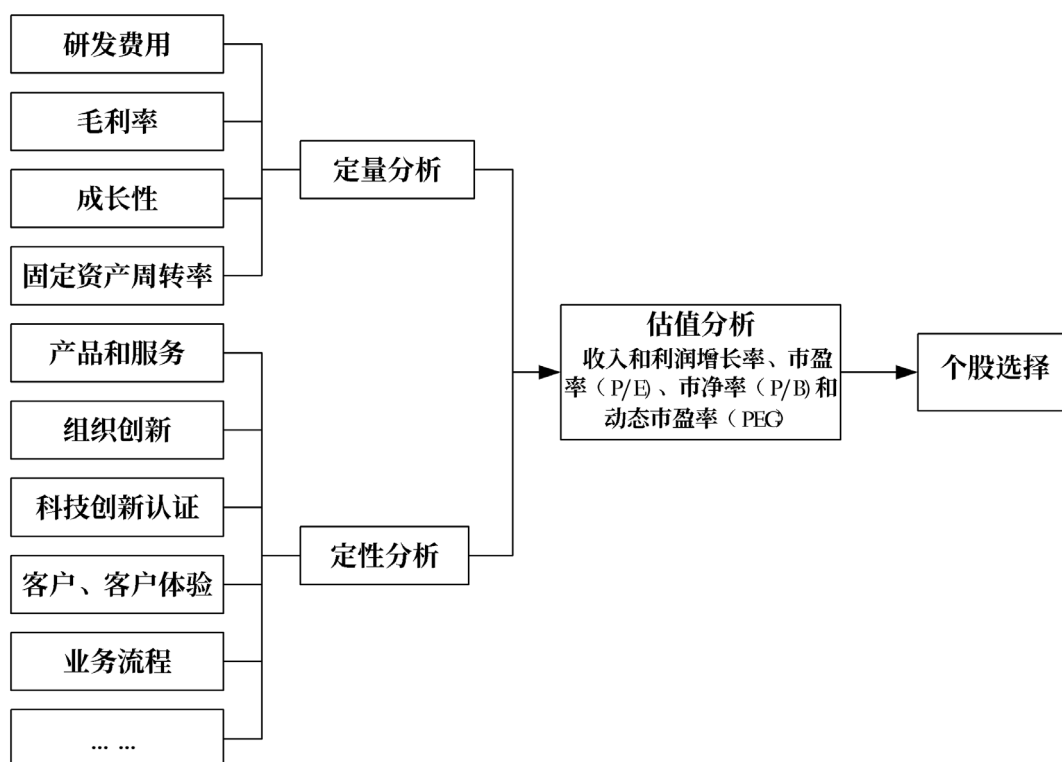 研发费用
毛利率
成长性
固定资产周转率
产品和服务
组织创新
科技创新认证
客户、客户体验
业务流程
... ...
定量分析
定性分析
估值分析
收入和利润增长率、市盈
率（P/E）、市净率（P/B)和
动态市盈率（PEG）
个股选择